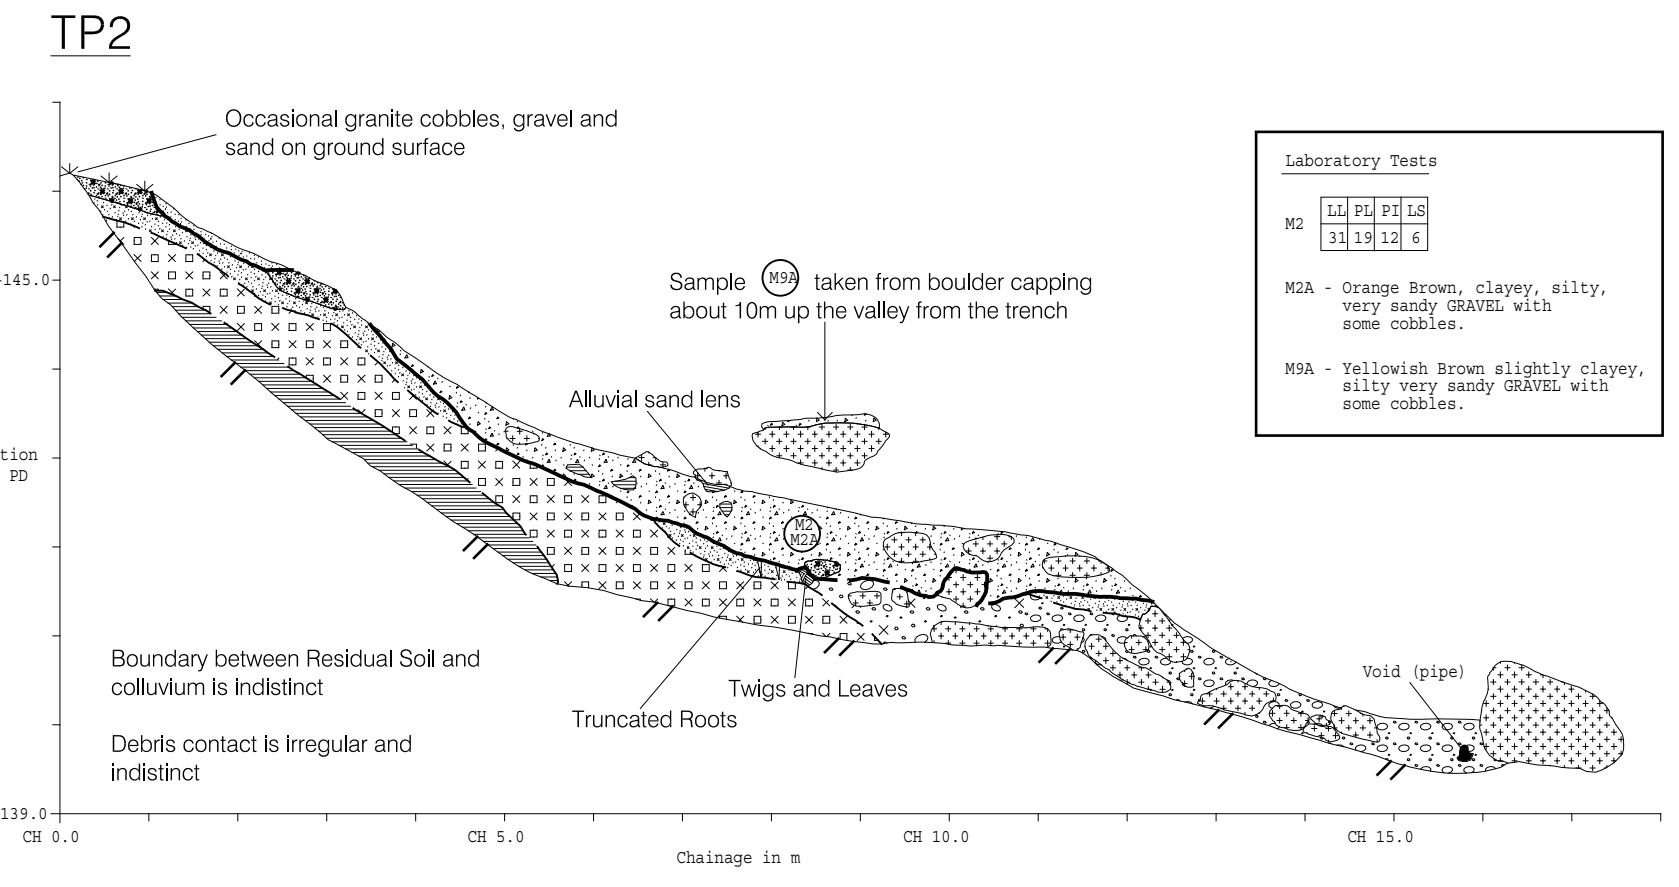 TP2
Occasional granite cobbles, gravel and
sand on ground surface
Laboratory Tests
LL PL PI LS
M2
31 19 12 6
-145.0
Sample M9A taken from boulder capping
about 10m up the valley from the trench
M2A - Orange Brown, clayey, silty,
very sandy GRAVEL with
some cobbles.
M9A - Yellowish Brown slightly clayey,
silty very sandy GRAVEL with
some cobbles.
Alluvial sand lens
tion
PD
M2
M2A
Boundary between Residual Soil and
colluvium is indistinct
Void (pipe)
Twigs and Leaves
Truncated Roots
Debris contact is irregular and
indistinct
139.0
CH 0.0
CH 5.0
CH 10.0
CH 15.0
Chainage in m